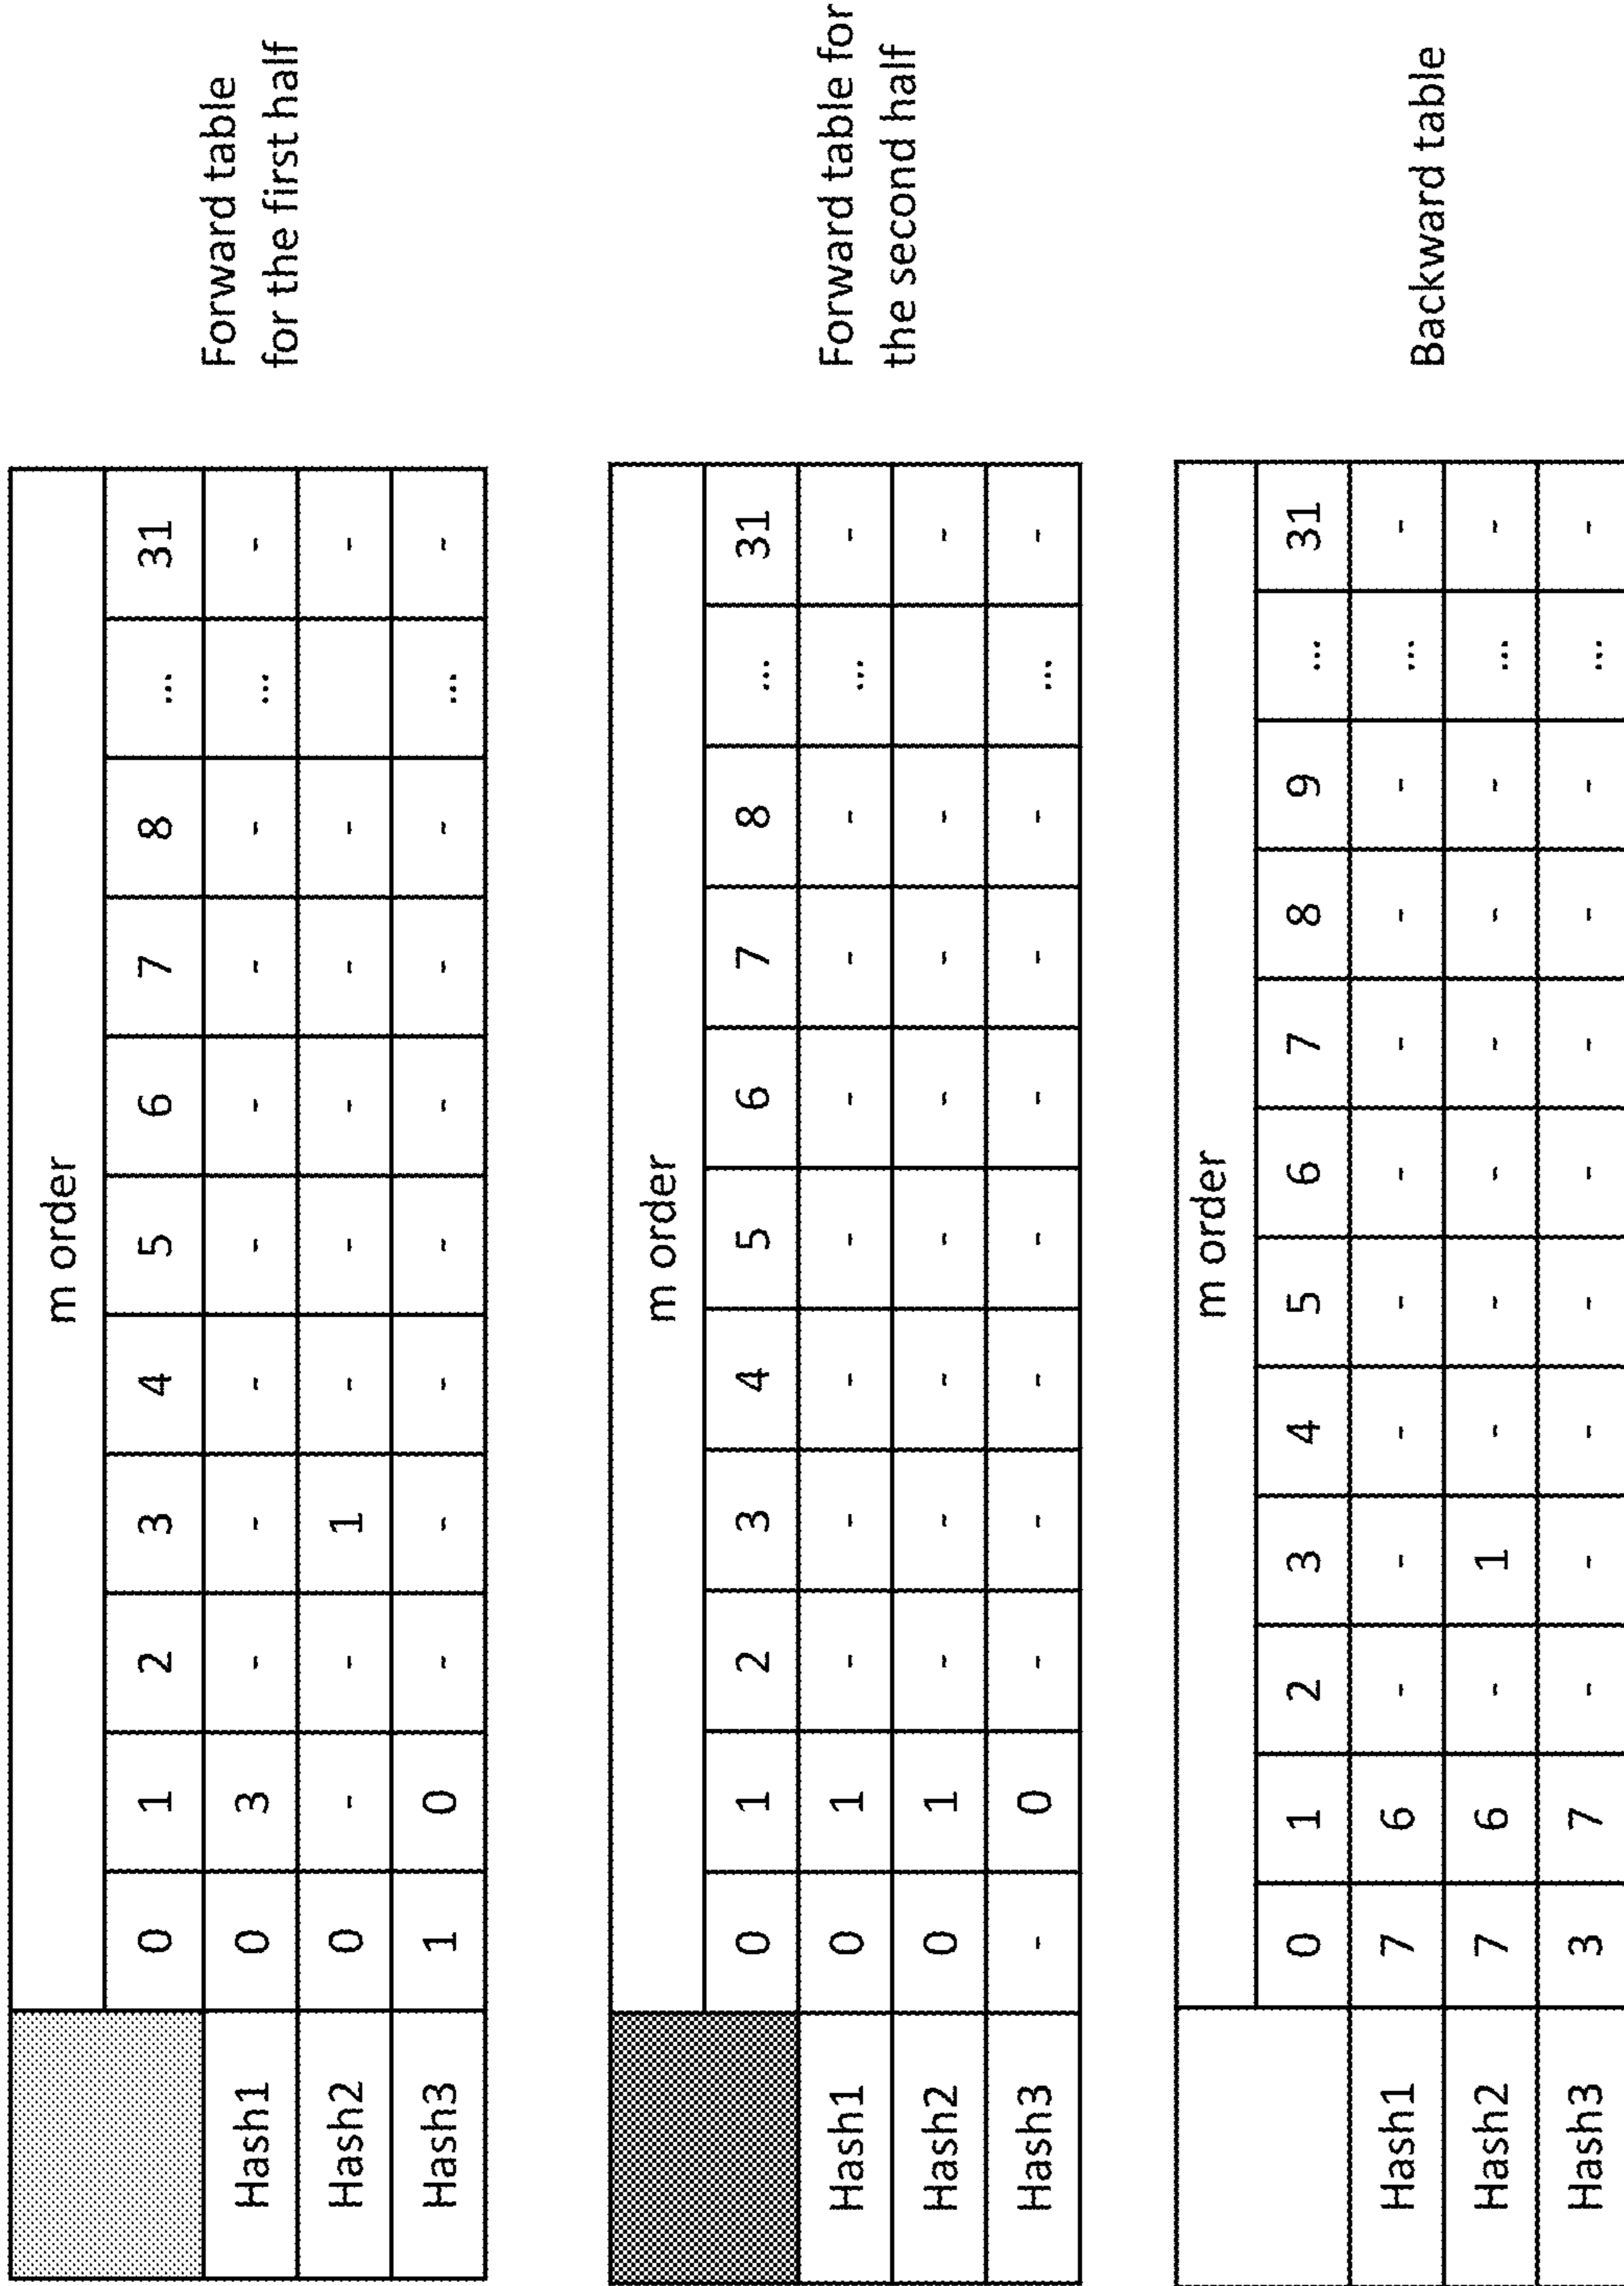 m order
0 1 2 3 4 5 6 7 8 ... 31
Hash1 0 3 - - - - - - - ... -
Hash2 0 - - 1 - - - - - -
Hash3 1 0 - - - - - - - ... -
Forward table
for the first half
m order
0 1 2 3 4 5 6 7 8 ... 31
Hash1 0 1 - - - - - - - ... -
Hash2 0 1 - - - - - - - -
Hash3 - 0 - - - - - - - ... -
Forward table for
the second half
m order
0 1 2 3 4 5 6 7 8 9 ... 31
Hash1 7 6 - - - - - - - - ... -
Hash2 7 6 - 1 - - - - - - ... -
Hash3 3 7 - - - - - - - - ... -
Backward table